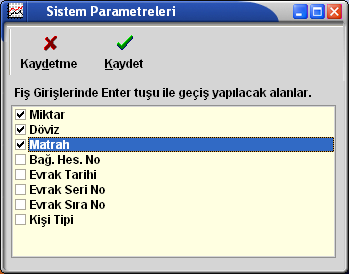 Sistem Parametreleri
Kaydetme Kaydet
Fiş Girişlerinde Enter tuşu ile geçiş yapılacak alanlar.
Miktar
Döviz
Matrah
Bağ. Hes. No
Evrak Tarihi
Evrak Seri No
Evrak Sıra No
Kişi Tipi